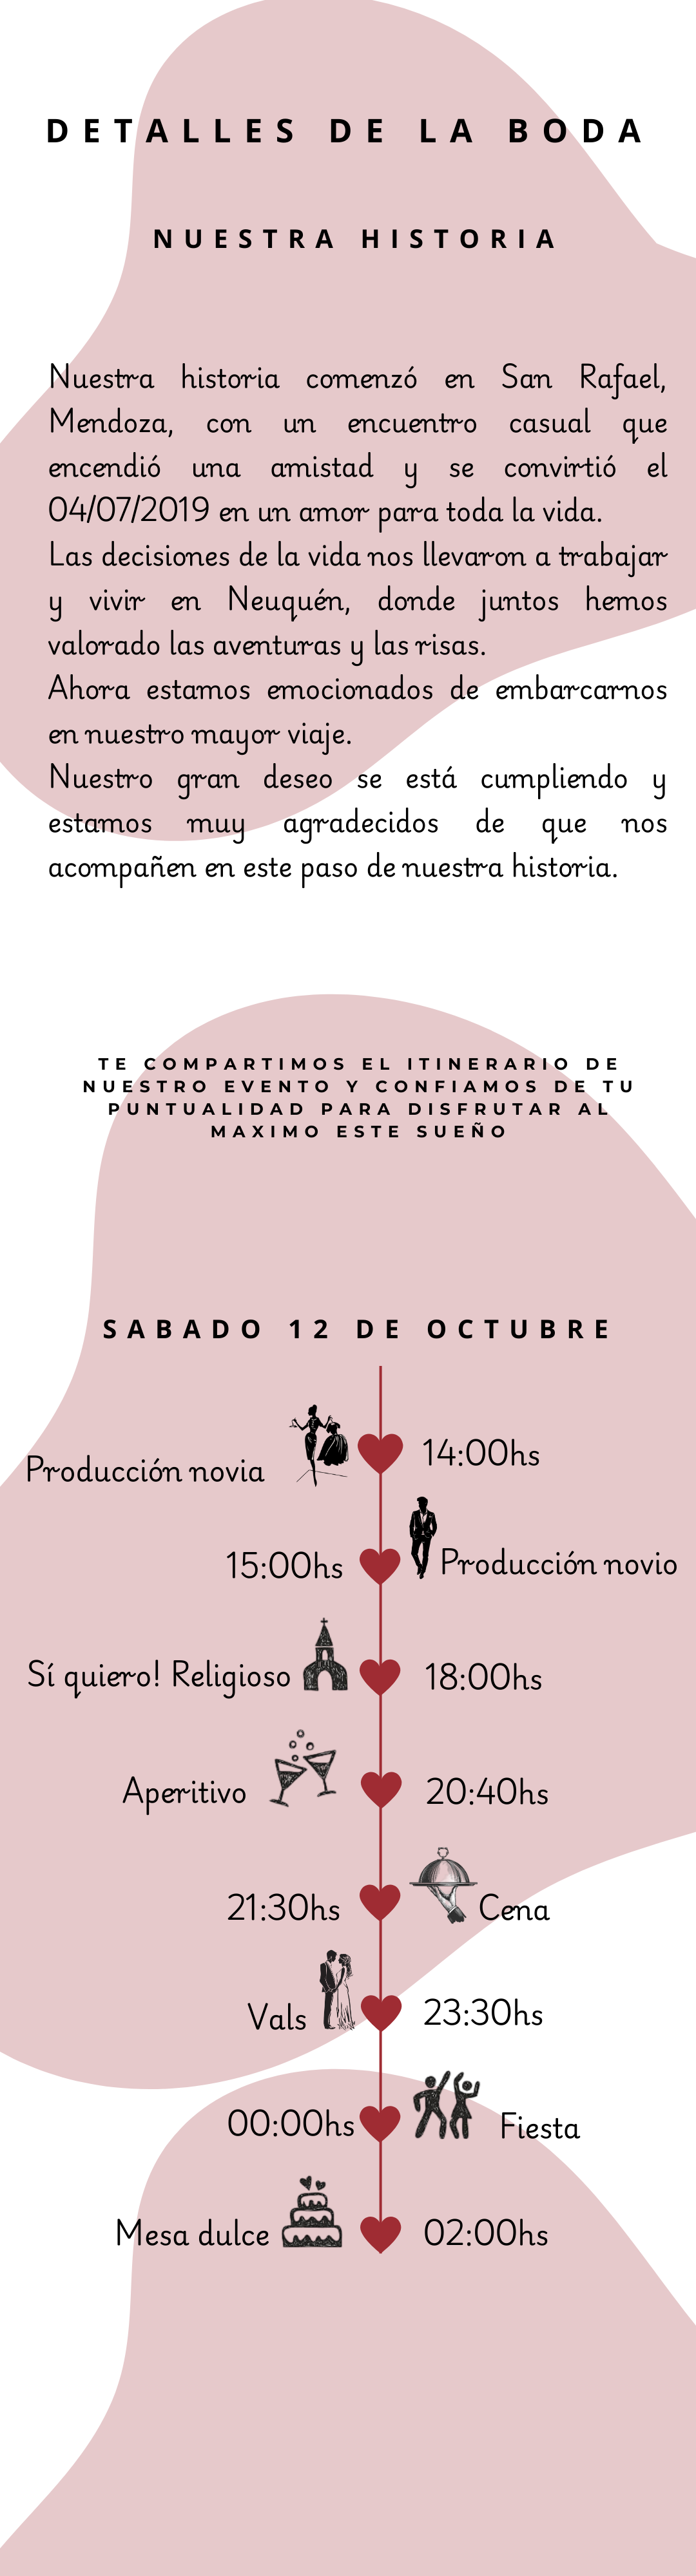 DETALLES DE LA BODA
NUESTRA HISTORIA
Nuestra historia comenzó en San Rafael,
Mendoza, con un encuentro casual que
encendió una amistad y se convirtió el
04/07/2019 en un amor para toda la vida.
Las decisiones de la vida nos llevaron a trabajar
y vivir en Neuquén, donde juntos hemos
valorado las aventuras y las risas.
Ahora estamos emocionados de embarcarnos
en nuestro mayor viaje.
Nuestro gran deseo se está cumpliendo y
estamos muy agradecidos de que nos
acompañen en este paso de nuestra historia.
TE COMPARTIMOS EL ITINERARIO DE
NUESTRO EVENTO Y CONFIAMOS DE TU
PUNTUALIDAD PARA DISFRUTAR AL
MAXIMO ESTE SUEÑO
SABADO 12 DE OCTUBRE
Producción novia 14:00hs
15:00hs Producción novio
Sí quiero! Religioso 18:00hs
Aperitivo 20:40hs
21:30hs Cena
Vals 23:30hs
00:00hs Fiesta
Mesa dulce 02:00hs